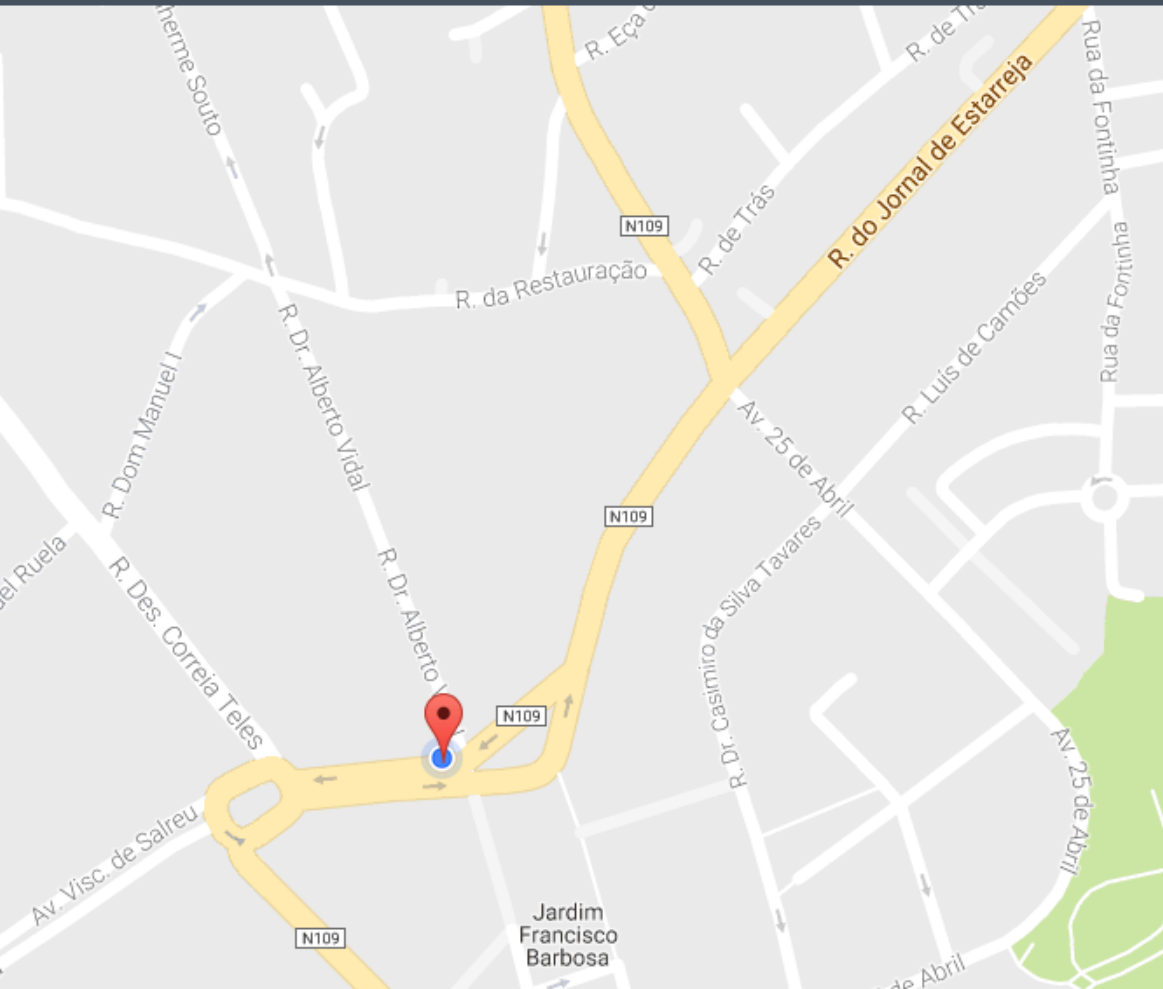 R. Eça
R. de
herme Souto
Rua da Fontinha
R. do Jornal de Estarreja
N109
R. de Trás
Rua da Fontinha
R. da Restauração
R. Luis de Camões
R. Dr. Alberto Vidal
R. Dom Manuel I
Av. 25 de Abril
N109
el Ruela
R. Des. Correia Teles
R. Dr. Alberto
R. Dr. Casimiro da Silva Tavares
N109
Av. 25 de Abril
Av. Visc. de Salreu
Jardim
Francisco
Barbosa
N109
de Abril